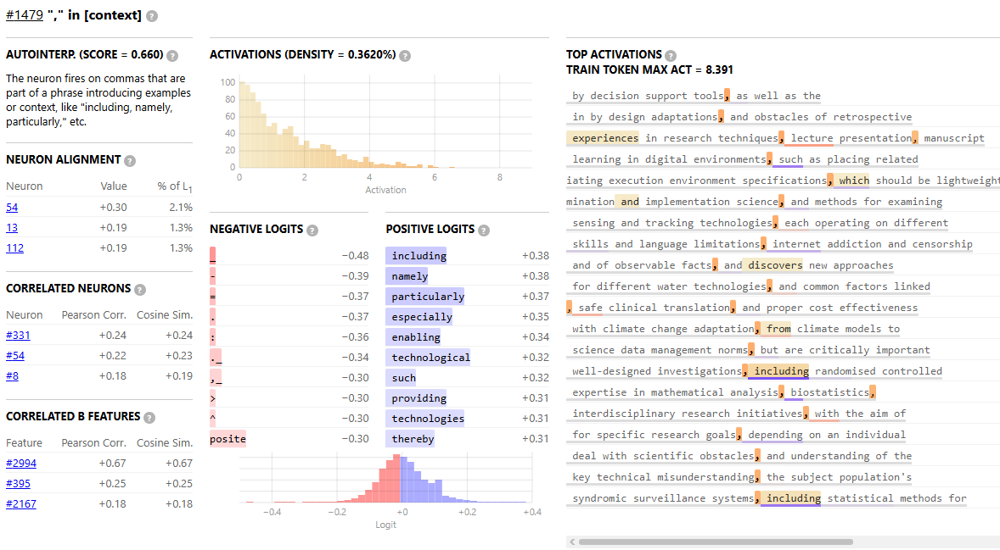 #1479 "," in [context] ?
AUTOINTERP. (SCORE = 0.660) ?
The neuron fires on commas that are
part of a phrase introducing examples
or context, like "including, namely,
particularly," etc.
NEURON ALIGNMENT ?
Neuron Value % of L1
54 +0.30 2.1%
13 +0.19 1.3%
112 +0.19 1.3%
CORRELATED NEURONS ?
Neuron Pearson Corr. Cosine Sim.
#331 +0.24 +0.24
#54 +0.22 +0.23
#8 +0.18 +0.19
CORRELATED B FEATURES ?
Feature Pearson Corr. Cosine Sim.
#2994 +0.67 +0.67
#395 +0.25 +0.25
#2167 +0.18 +0.18
ACTIVATIONS (DENSITY = 0.3620%) ?
100
80
60
40
20
0
0 2 4 6 8
Activation
NEGATIVE LOGITS ?
_ −0.48
- −0.39
= −0.37
. −0.37
: −0.36
._ −0.34
,_ −0.30
> −0.30
^ −0.30
posite −0.30
POSITIVE LOGITS ?
including +0.38
namely +0.38
particularly +0.37
especially +0.35
enabling +0.34
technological +0.32
such +0.32
providing +0.31
technologies +0.31
thereby +0.31
−0.4 −0.2 +0 +0.2 +0.4
Logit
TOP ACTIVATIONS ?
TRAIN TOKEN MAX ACT = 8.391
by decision support tools, as well as the
in by design adaptations, and obstacles of retrospective
experiences in research techniques, lecture presentation, manuscript
learning in digital environments, such as placing related
iating execution environment specifications, which should be lightweight
mination and implementation science, and methods for examining
sensing and tracking technologies, each operating on different
skills and language limitations, internet addiction and censorship
and of observable facts, and discovers new approaches
for different water technologies, and common factors linked
, safe clinical translation, and proper cost effectiveness
with climate change adaptation, from climate models to
science data management norms, but are critically important
well-designed investigations, including randomised controlled
expertise in mathematical analysis, biostatistics,
interdisciplinary research initiatives, with the aim of
for specific research goals, depending on an individual
deal with scientific obstacles, and understanding of the
key technical misunderstanding, the subject population's
syndromic surveillance systems, including statistical methods for